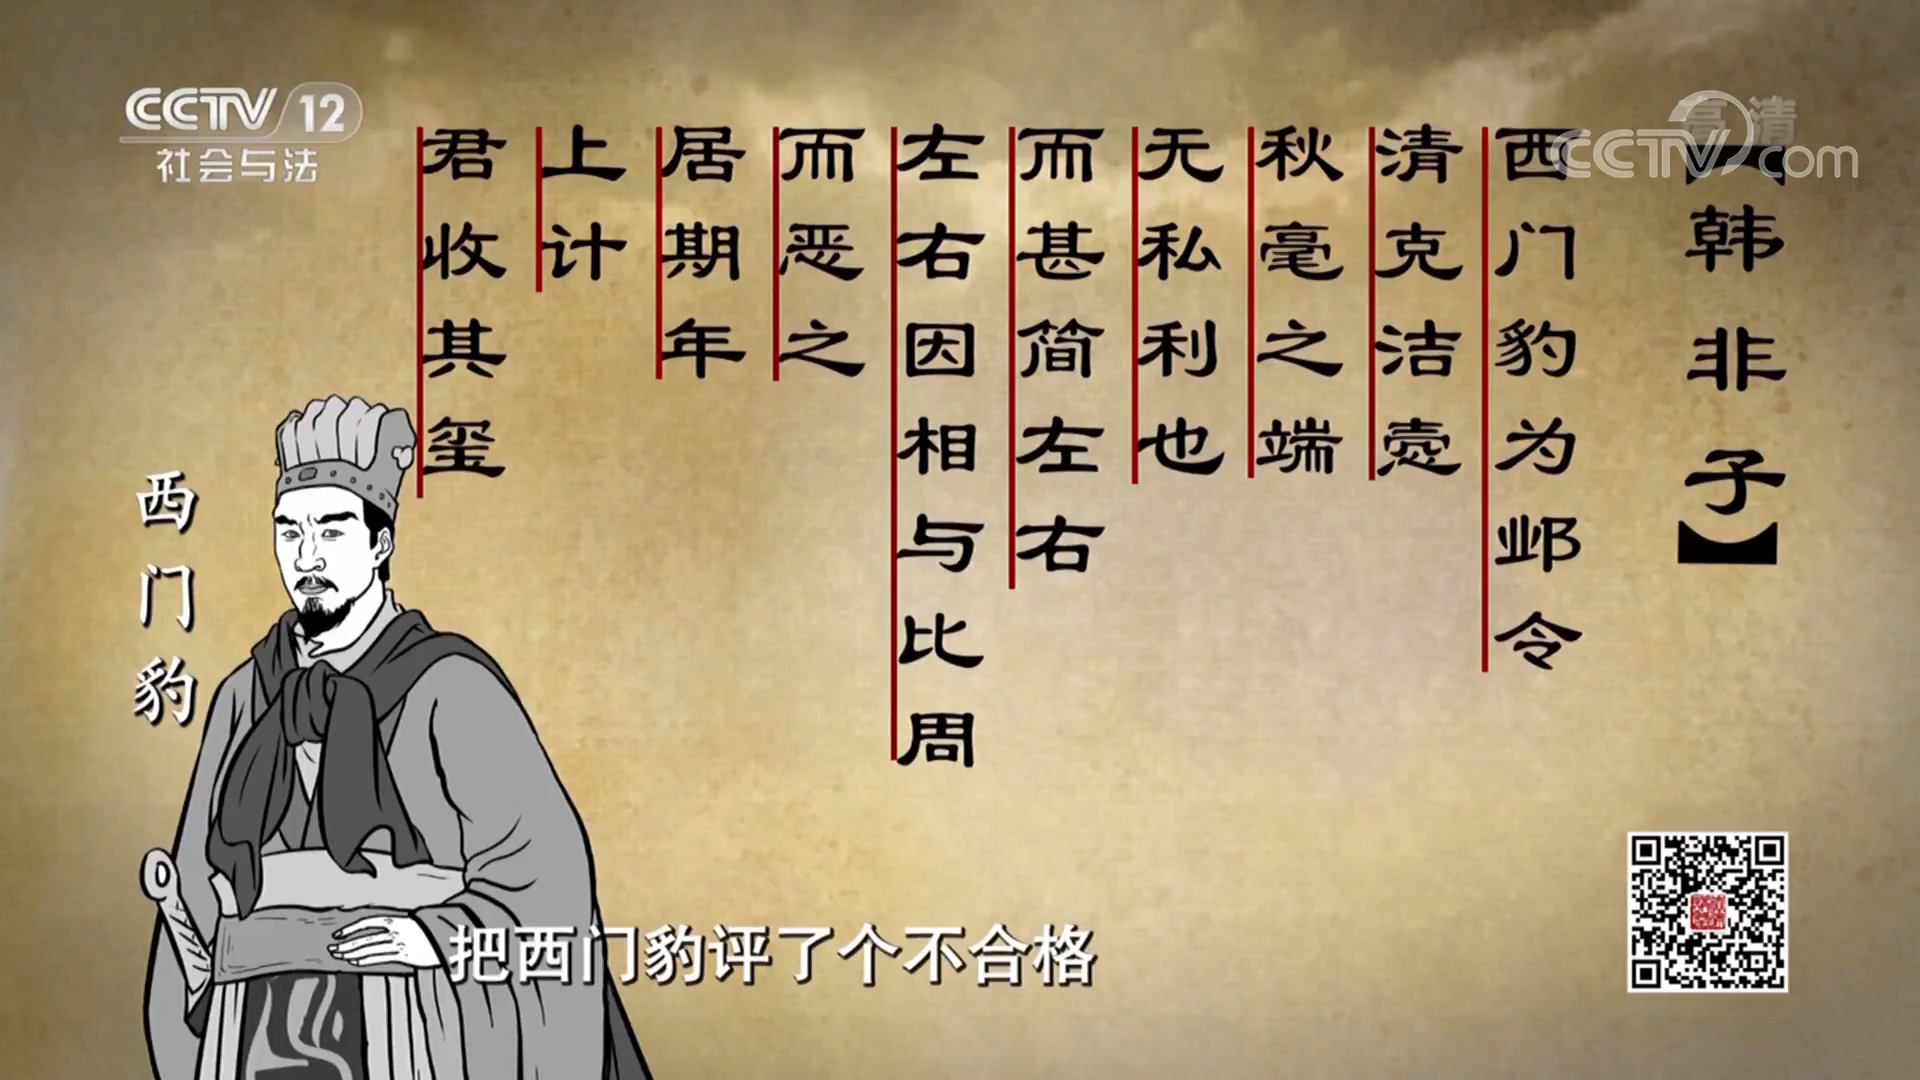 CCTV 12
社会与法
高清
CCTV.com
【韩非子】
西门豹为邺令
清克洁悫
秋毫之端
无私利也
而甚简左右
左右因相与比周
而恶之
居期年
上计
君收其玺
西门豹
把西门豹评了个不合格